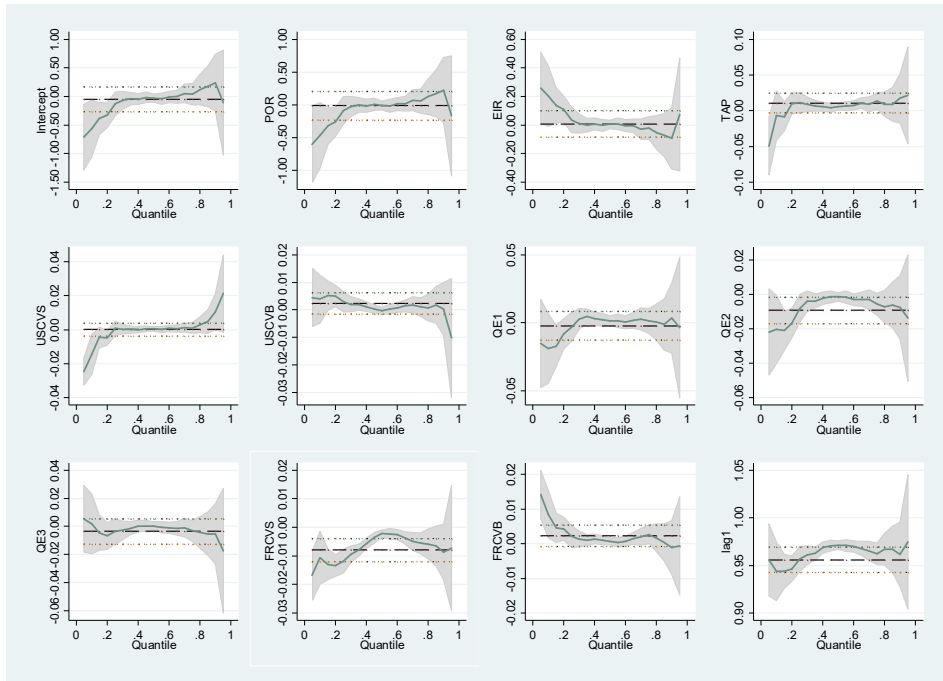 Intercept
-1.50 -1.00 -0.50 0.00 0.50 1.00
0 .2 .4 .6 .8 1
Quantile
POR
-1.00 -0.50 0.00 0.50 1.00
0 .2 .4 .6 .8 1
Quantile
EIR
-0.40 -0.20 0.00 0.20 0.40 0.60
0 .2 .4 .6 .8 1
Quantile
TAP
-0.10 -0.05 0.00 0.05 0.10
0 .2 .4 .6 .8 1
Quantile
USCVS
-0.04 -0.02 0.00 0.02 0.04
0 .2 .4 .6 .8 1
Quantile
USCVB
-0.03 -0.02 -0.01 0.00 0.01 0.02
0 .2 .4 .6 .8 1
Quantile
QE1
-0.05 0.00 0.05
0 .2 .4 .6 .8 1
Quantile
QE2
-0.06 -0.04 -0.02 0.00 0.02
0 .2 .4 .6 .8 1
Quantile
QE3
-0.06 -0.04 -0.02 0.00 0.02 0.04
0 .2 .4 .6 .8 1
Quantile
FRCVS
-0.03 -0.02 -0.01 0.00 0.01 0.02
0 .2 .4 .6 .8 1
Quantile
FRCVB
-0.02 -0.01 0.00 0.01 0.02
0 .2 .4 .6 .8 1
Quantile
lag1
0.90 0.95 1.00 1.05
0 .2 .4 .6 .8 1
Quantile